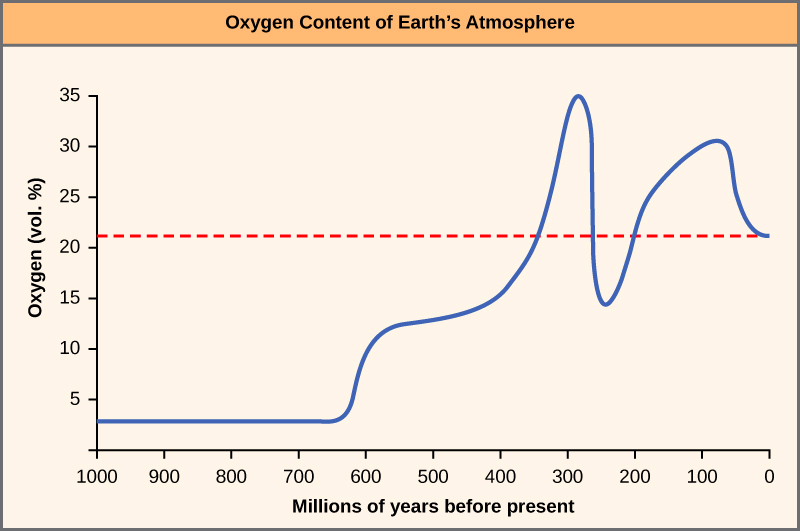 Oxygen Content of Earth's Atmosphere
35
30
25
20
15
10
5
Oxygen (vol. %)
1000 900 800 700 600 500 400 300 200 100 0
Millions of years before present